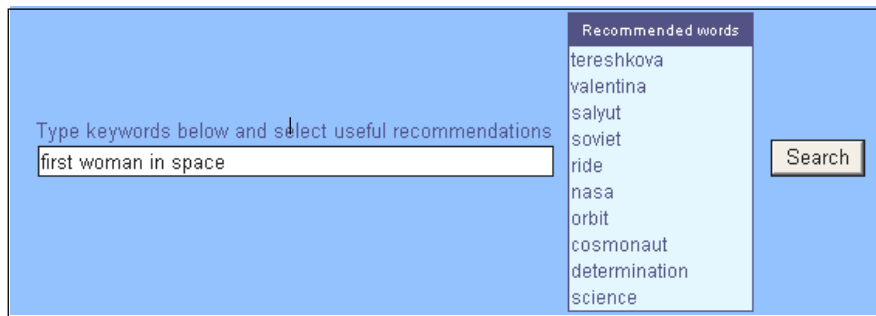 Type keywords below and select useful recommendations
first woman in space
Recommended words
tereshkova
valentina
salyut
soviet
ride
nasa
orbit
cosmonaut
determination
science
Search